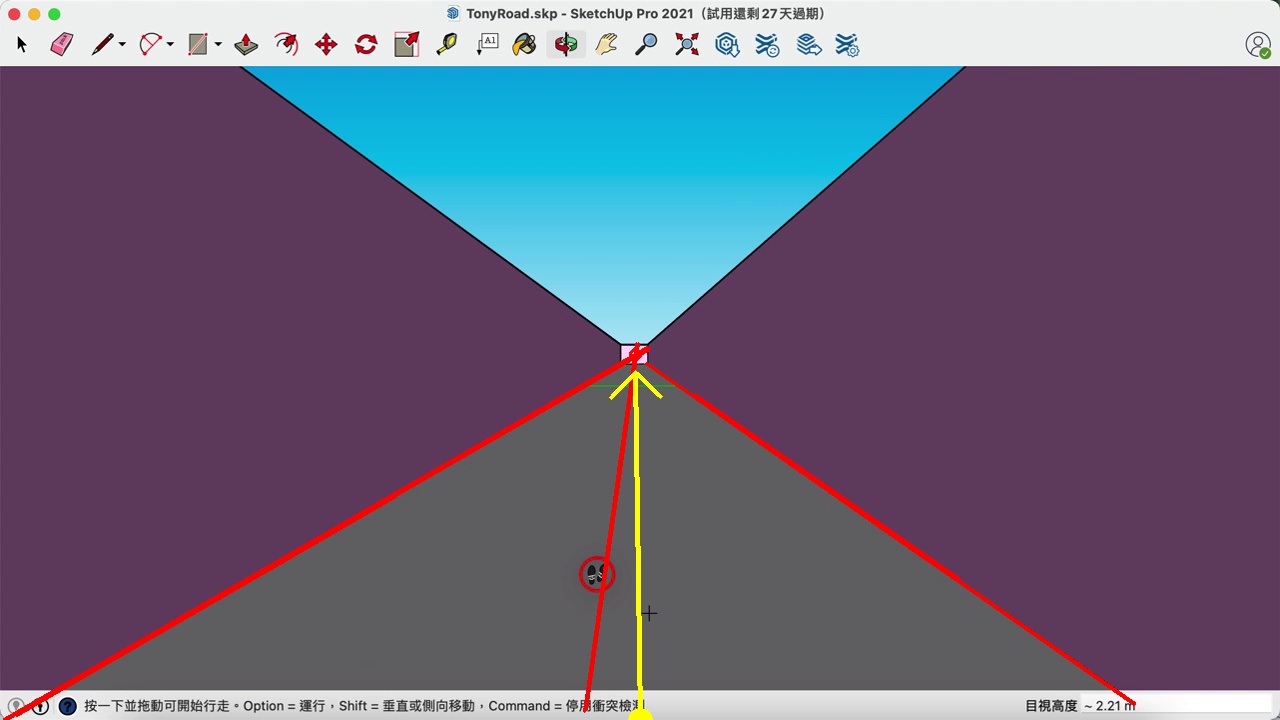 TonyRoad.skp - SketchUp Pro 2021（試用還剩 27 天過期）
A1
按一下並拖動可開始行走。Option = 運行，Shift = 垂直或側向移動，Command = 停用衝突檢測
目視高度 ~ 2.21 m